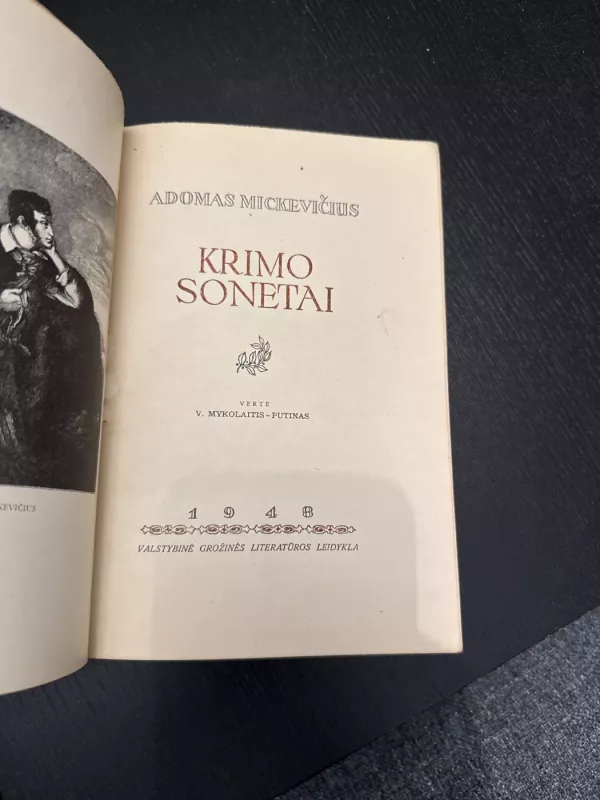 ADOMAS MICKEVIČIUS
KRIMO
SONETAI
VERTĖ
V. MYKOLAITIS-PUTINAS
1948
VALSTYBINĖ GROŽINĖS LITERATŪROS LEIDYKLA
KEVIČIUS